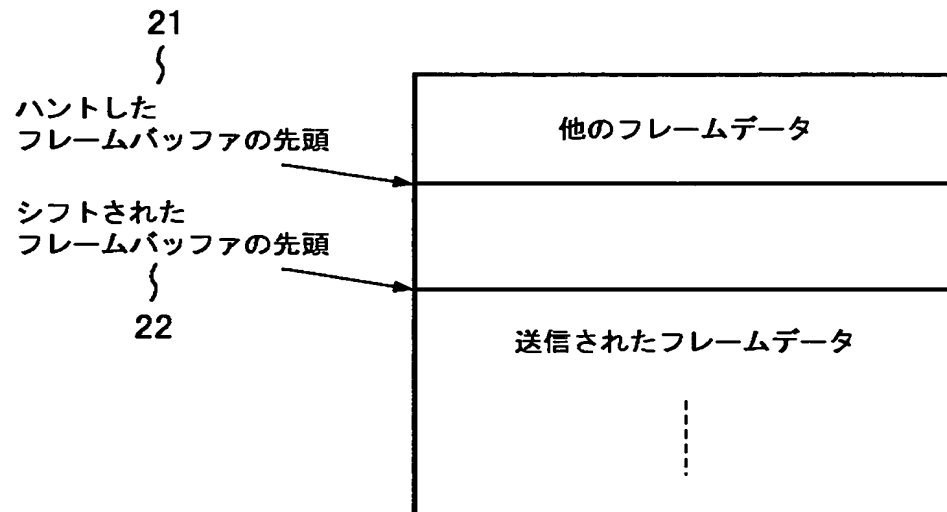 21
ハントした
フレームバッファの先頭
シフトされた
フレームバッファの先頭
22
他のフレームデータ
送信されたフレームデータ